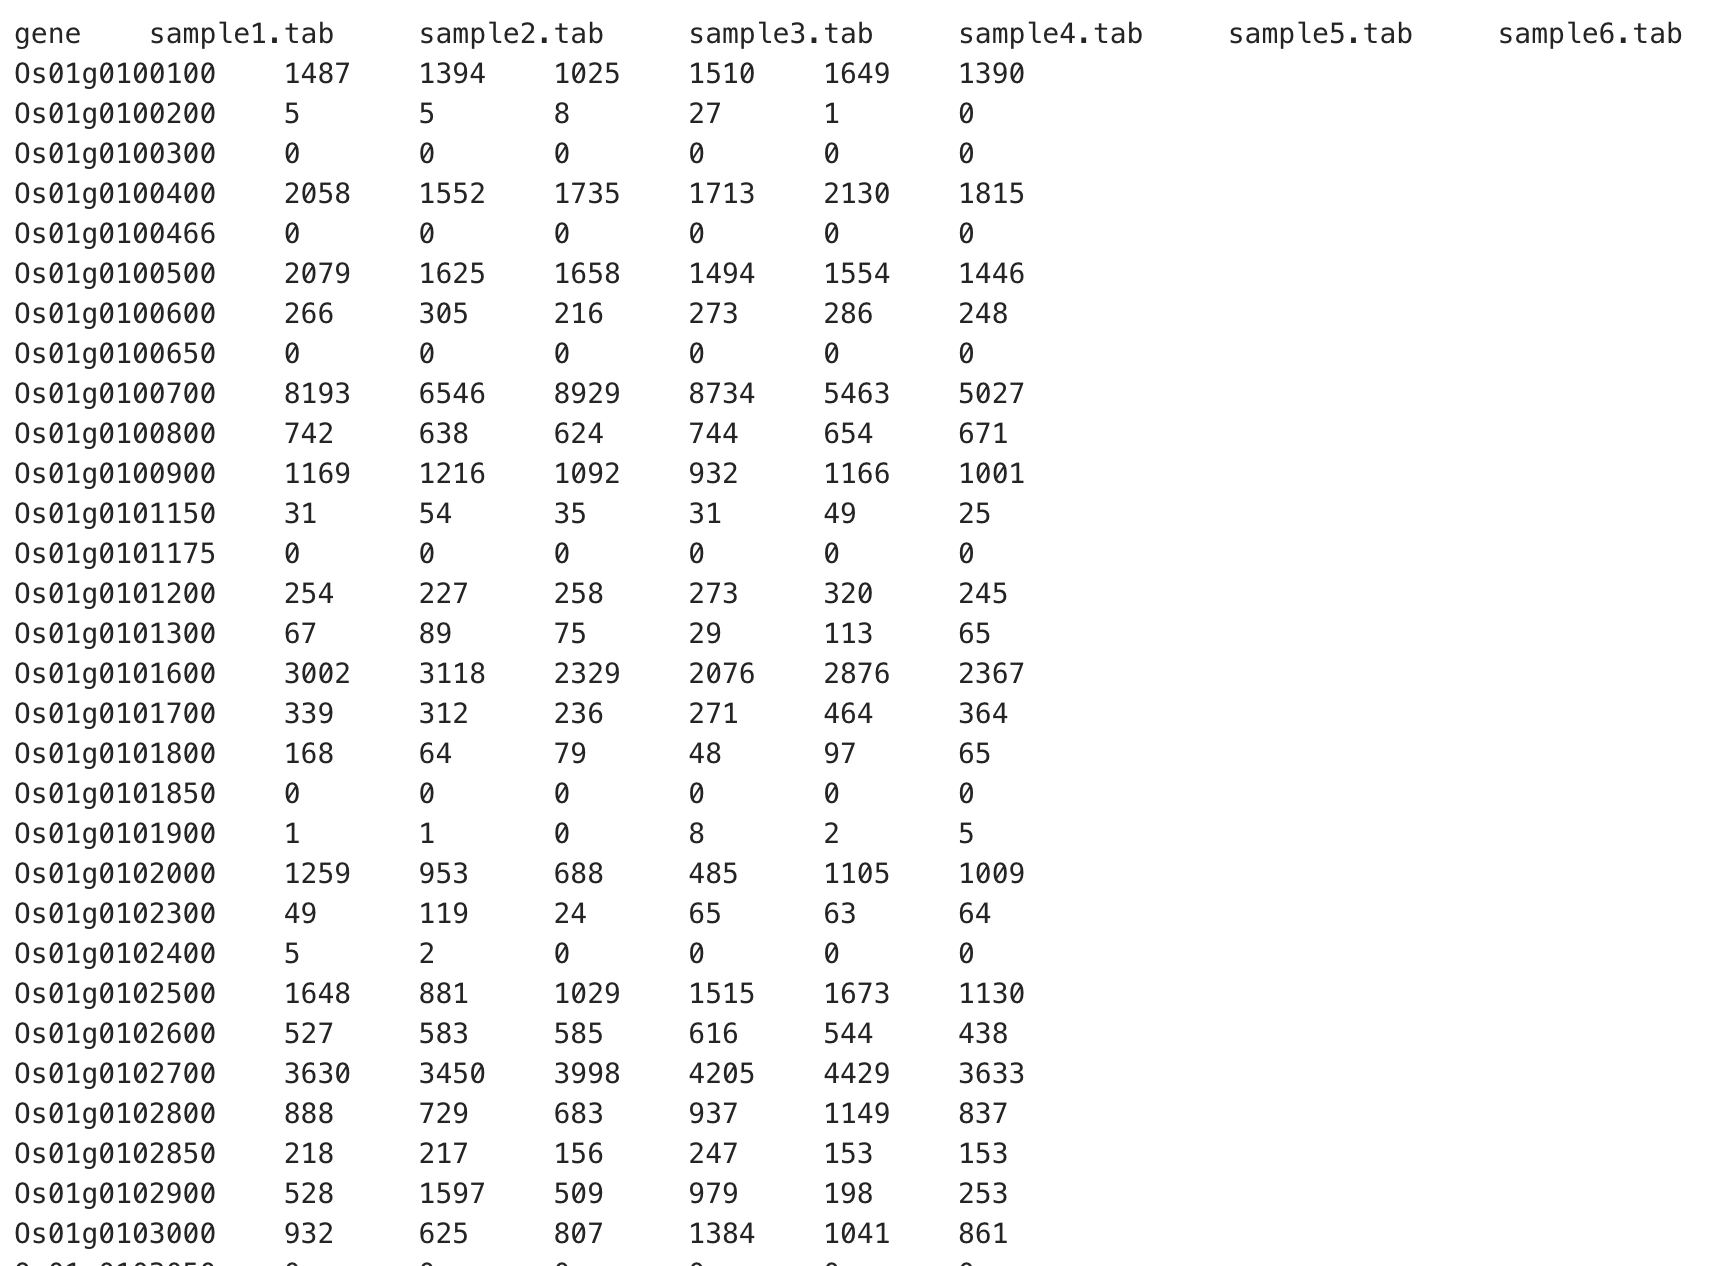 gene sample1.tab sample2.tab sample3.tab sample4.tab sample5.tab sample6.tab
Os01g0100100 1487 1394 1025 1510 1649 1390
Os01g0100200 5 5 8 27 1 0
Os01g0100300 0 0 0 0 0 0
Os01g0100400 2058 1552 1735 1713 2130 1815
Os01g0100466 0 0 0 0 0 0
Os01g0100500 2079 1625 1658 1494 1554 1446
Os01g0100600 266 305 216 273 286 248
Os01g0100650 0 0 0 0 0 0
Os01g0100700 8193 6546 8929 8734 5463 5027
Os01g0100800 742 638 624 744 654 671
Os01g0100900 1169 1216 1092 932 1166 1001
Os01g0101150 31 54 35 31 49 25
Os01g0101175 0 0 0 0 0 0
Os01g0101200 254 227 258 273 320 245
Os01g0101300 67 89 75 29 113 65
Os01g0101600 3002 3118 2329 2076 2876 2367
Os01g0101700 339 312 236 271 464 364
Os01g0101800 168 64 79 48 97 65
Os01g0101850 0 0 0 0 0 0
Os01g0101900 1 1 0 8 2 5
Os01g0102000 1259 953 688 485 1105 1009
Os01g0102300 49 119 24 65 63 64
Os01g0102400 5 2 0 0 0 0
Os01g0102500 1648 881 1029 1515 1673 1130
Os01g0102600 527 583 585 616 544 438
Os01g0102700 3630 3450 3998 4205 4429 3633
Os01g0102800 888 729 683 937 1149 837
Os01g0102850 218 217 156 247 153 153
Os01g0102900 528 1597 509 979 198 253
Os01g0103000 932 625 807 1384 1041 861